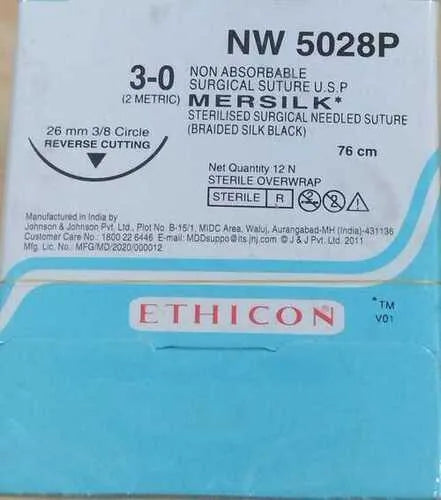 NW 5028P
3-0
(2 METRIC)
NON ABSORBABLE
SURGICAL SUTURE U.S.P
MERSILK*
STERILISED SURGICAL NEEDLED SUTURE
(BRAIDED SILK BLACK)
26 mm 3/8 Circle
REVERSE CUTTING
76 cm
Net Quantity 12 N
STERILE OVERWRAP
STERILE R
2
Manufactured in India by
Johnson & Johnson Pvt. Ltd., Plot No. B-15/1, MIDC Area, Waluj, Aurangabad-MH (India)-431136
Customer Care No.: 1800 22 6446 E-mail: MDDsuppo@its.jnj.com © J & J Pvt. Ltd. 2011
Mfg. Lic. No.: MFG/MD/2020/000012
ETHICON
*TM
V01